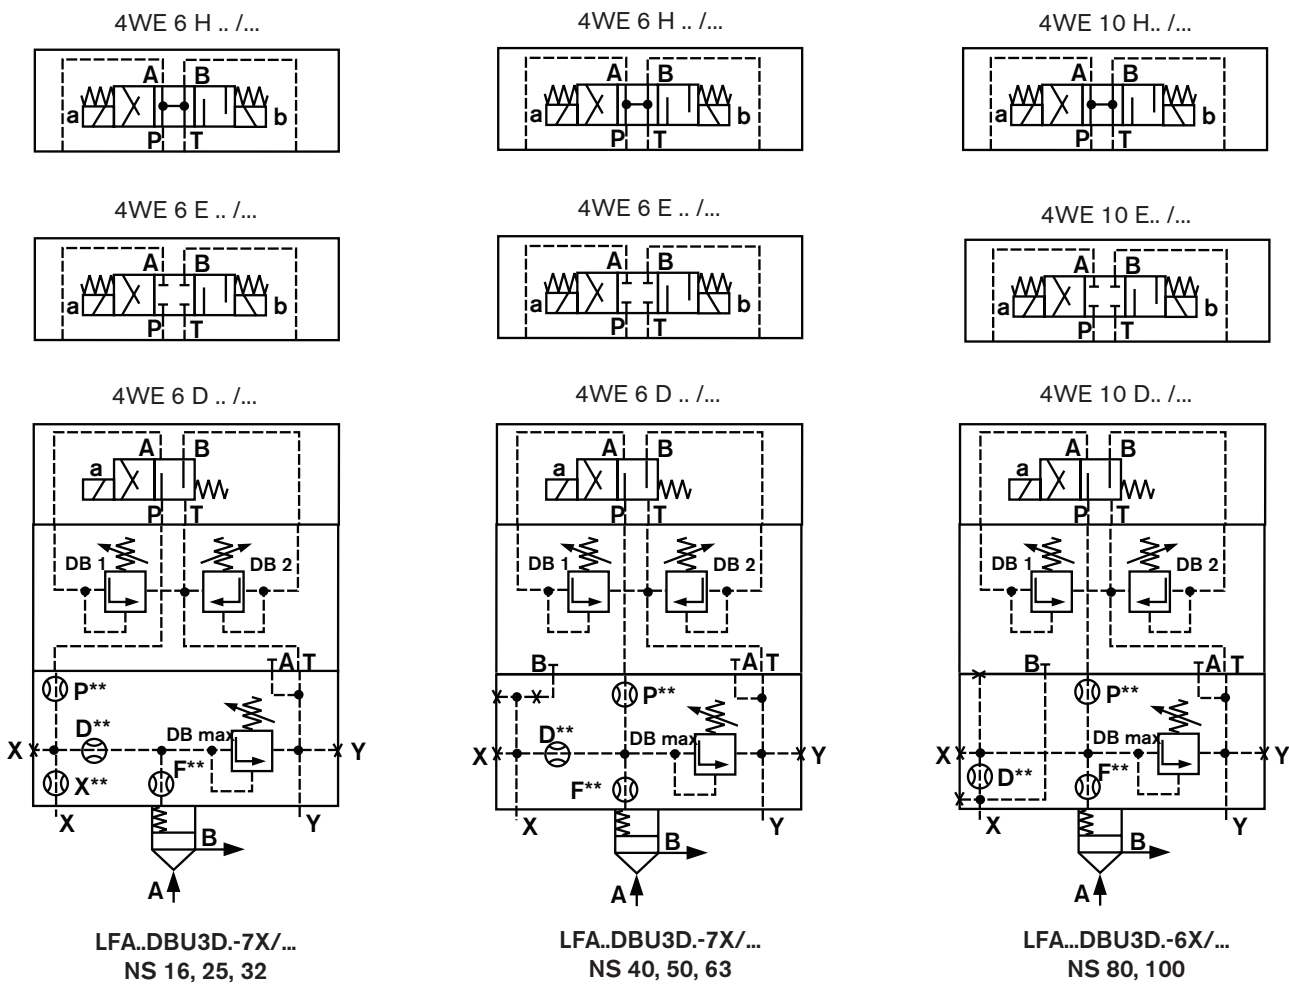 4WE 6 H .. /...
4WE 6 H .. /...
4WE 10 H.. /...
A B
a b
P T
A B
a b
P T
A B
a b
P T
4WE 6 E .. /...
4WE 6 E .. /...
4WE 10 E.. /...
A B
a b
P T
A B
a b
P T
A B
a b
P T
4WE 6 D .. /...
4WE 6 D .. /...
4WE 10 D.. /...
A B
a
P T
DB 1 DB 2
A T
P**
D** DB max
X Y
X** F**
X Y
B
A
A B
a
P T
DB 1 DB 2
B A T
P**
D** DB max
X Y
F**
X Y
B
A
A B
a
P T
DB 1 DB 2
B A T
P**
DB max
X Y
D** F**
X Y
B
A
LFA..DBU3D.-7X/...
NS 16, 25, 32
LFA..DBU3D.-7X/...
NS 40, 50, 63
LFA...DBU3D.-6X/...
NS 80, 100